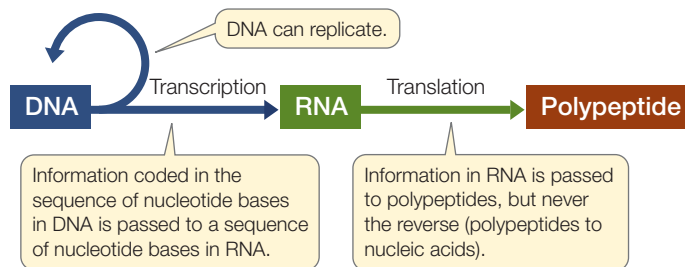 DNA can replicate.
Transcription
Translation
DNA
RNA
Polypeptide
Information coded in the
sequence of nucleotide bases
in DNA is passed to a sequence
of nucleotide bases in RNA.
Information in RNA is passed
to polypeptides, but never
the reverse (polypeptides to
nucleic acids).